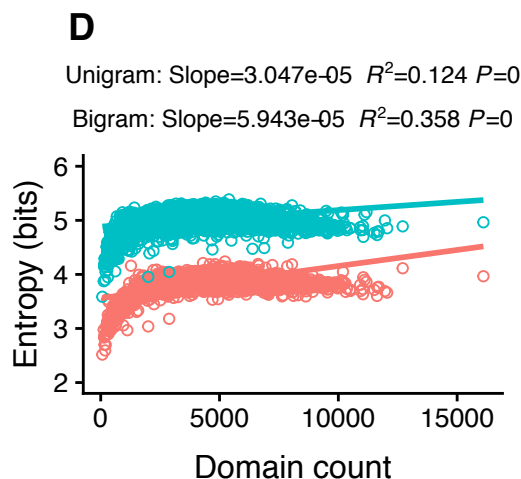 D
Unigram: Slope=3.047e-05 R²=0.124 P=0
Bigram: Slope=5.943e-05 R²=0.358 P=0
6
5
4
3
2
Entropy (bits)
0 5000 10000 15000
Domain count